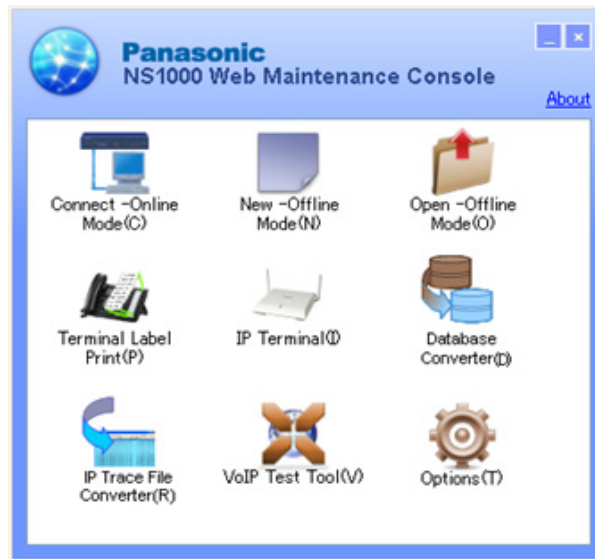 Panasonic
NS1000 Web Maintenance Console
About
Connect -Online
Mode(C)
New -Offline
Mode(N)
Open -Offline
Mode(O)
Terminal Label
Print(P)
IP Terminal(I)
Database
Converter(D)
IP Trace File
Converter(R)
VoIP Test Tool(V)
Options(T)